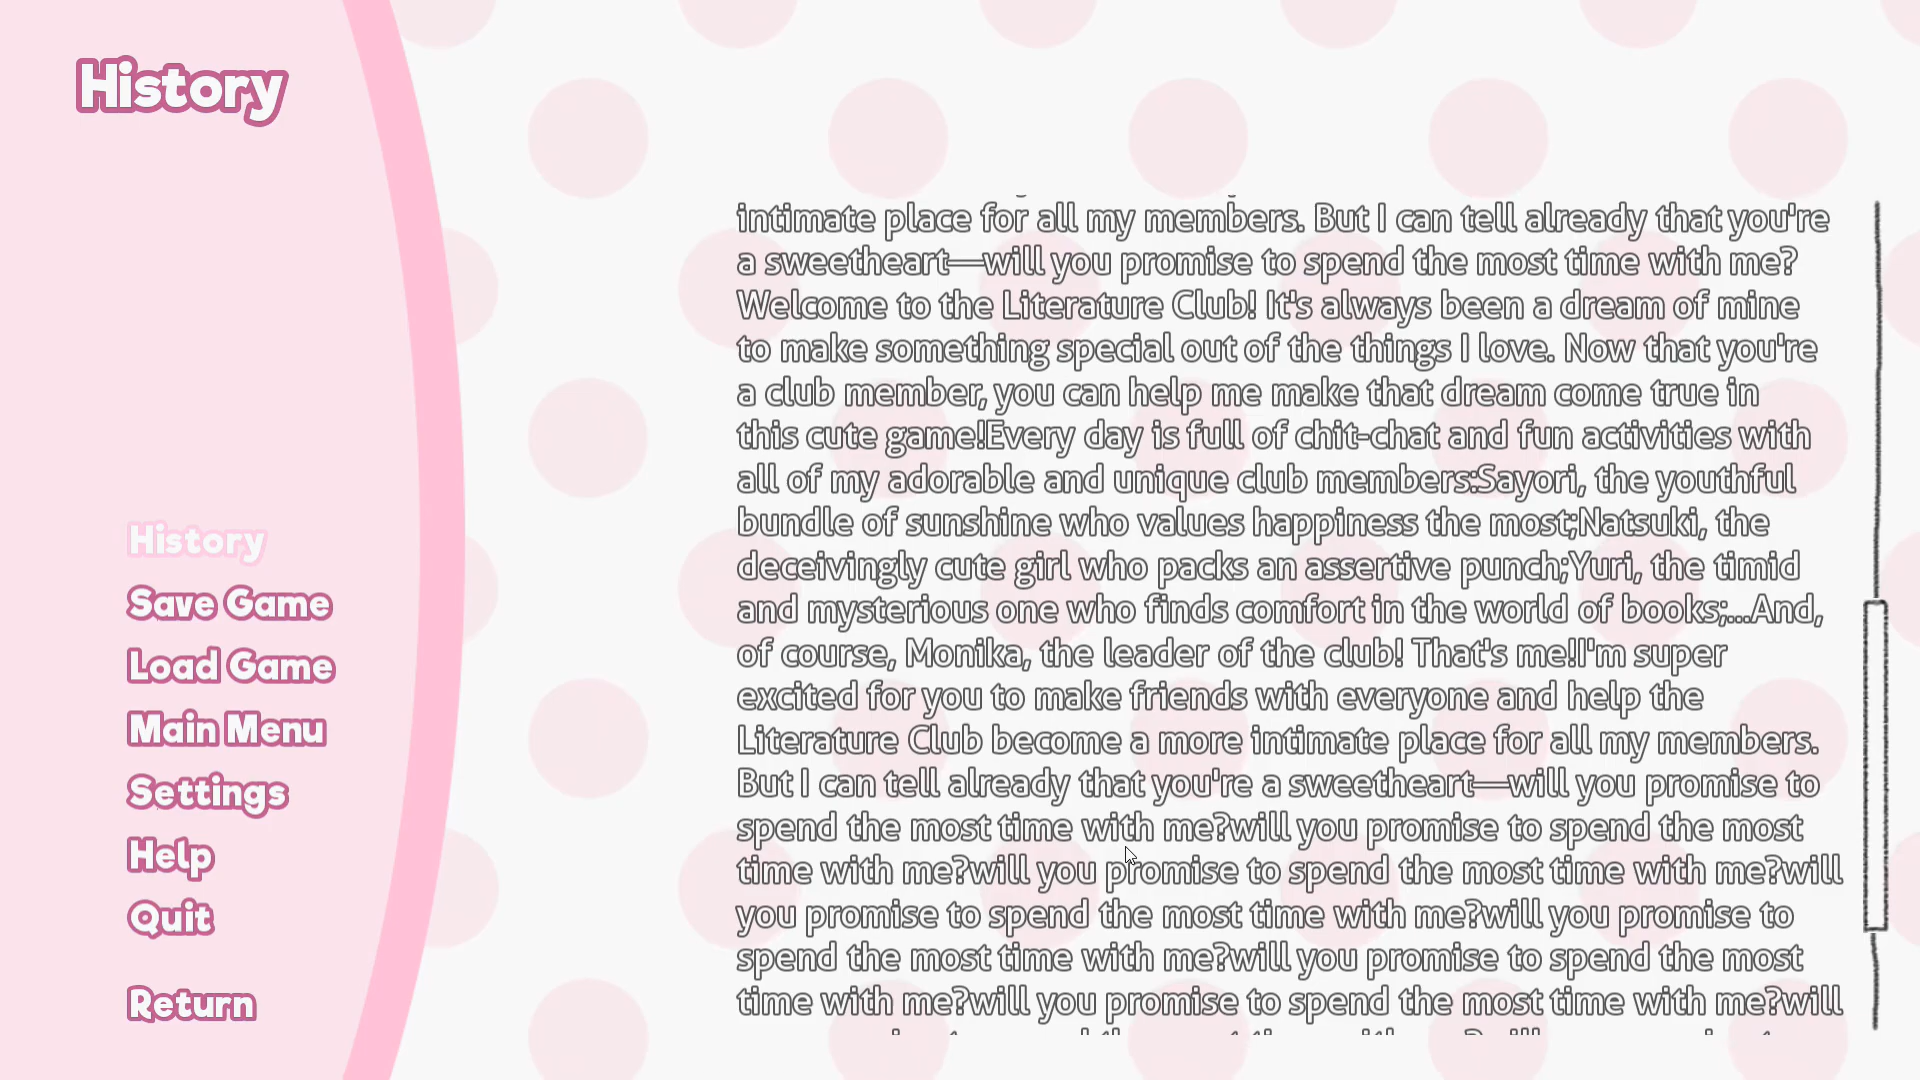 History
History
Save Game
Load Game
Main Menu
Settings
Help
Quit
Return
intimate place for all my members. But I can tell already that you're
a sweetheart—will you promise to spend the most time with me?
Welcome to the Literature Club! It's always been a dream of mine
to make something special out of the things I love. Now that you're
a club member, you can help me make that dream come true in
this cute game!Every day is full of chit-chat and fun activities with
all of my adorable and unique club members:Sayori, the youthful
bundle of sunshine who values happiness the most;Natsuki, the
deceivingly cute girl who packs an assertive punch;Yuri, the timid
and mysterious one who finds comfort in the world of books;...And,
of course, Monika, the leader of the club! That's me!I'm super
excited for you to make friends with everyone and help the
Literature Club become a more intimate place for all my members.
But I can tell already that you're a sweetheart—will you promise to
spend the most time with me?will you promise to spend the most
time with me?will you promise to spend the most time with me?will
you promise to spend the most time with me?will you promise to
spend the most time with me?will you promise to spend the most
time with me?will you promise to spend the most time with me?will